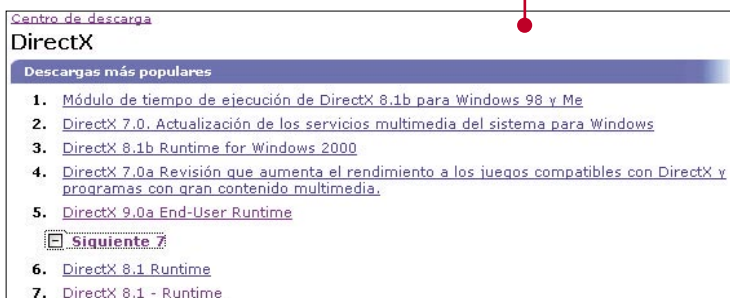 Centro de descarga
DirectX
Descargas más populares
1. Módulo de tiempo de ejecución de DirectX 8.1b para Windows 98 y Me
2. DirectX 7.0. Actualización de los servicios multimedia del sistema para Windows
3. DirectX 8.1b Runtime for Windows 2000
4. DirectX 7.0a Revisión que aumenta el rendimiento a los juegos compatibles con DirectX y
programas con gran contenido multimedia.
5. DirectX 9.0a End-User Runtime
Siguiente 7
6. DirectX 8.1 Runtime
7. DirectX 8.1 - Runtime